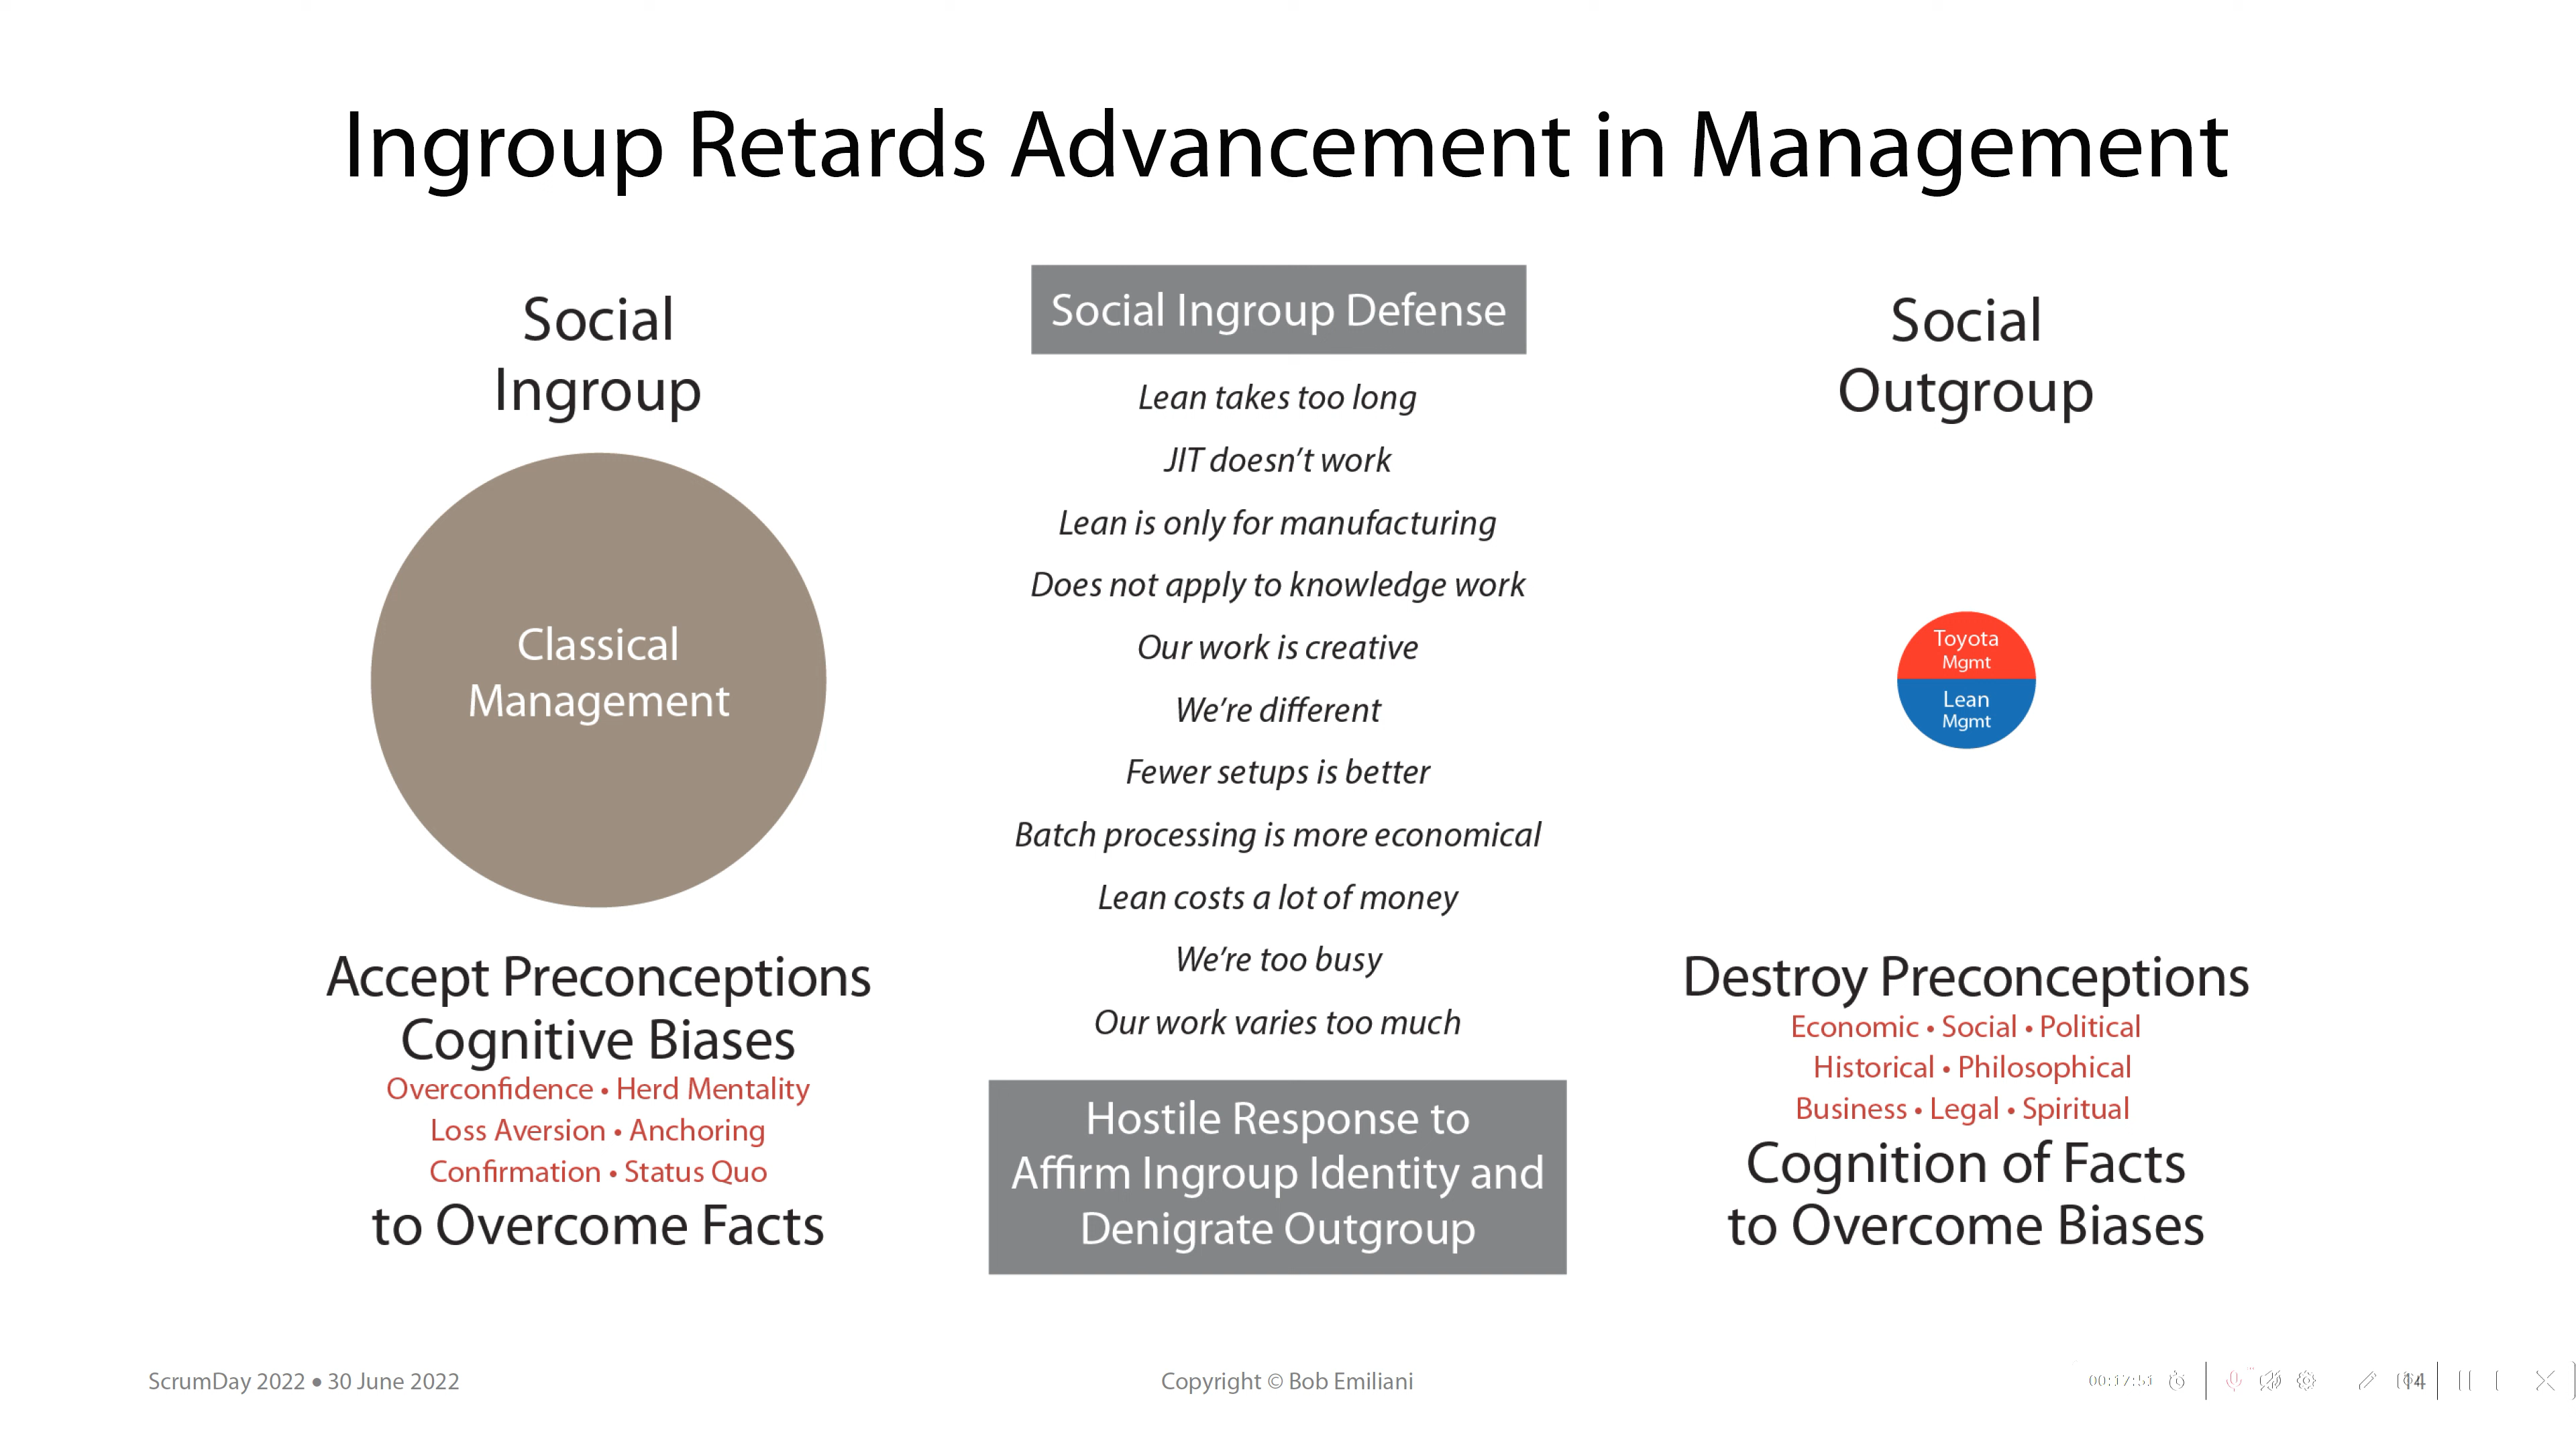 Ingroup Retards Advancement in Management
Social
Ingroup
Classical
Management
Accept Preconceptions
Cognitive Biases
Overconfidence • Herd Mentality
Loss Aversion • Anchoring
Confirmation • Status Quo
to Overcome Facts
Social Ingroup Defense
Lean takes too long
JIT doesn’t work
Lean is only for manufacturing
Does not apply to knowledge work
Our work is creative
We’re different
Fewer setups is better
Batch processing is more economical
Lean costs a lot of money
We’re too busy
Our work varies too much
Hostile Response to
Affirm Ingroup Identity and
Denigrate Outgroup
Social
Outgroup
Toyota
Mgmt
Lean
Mgmt
Destroy Preconceptions
Economic • Social • Political
Historical • Philosophical
Business • Legal • Spiritual
Cognition of Facts
to Overcome Biases
ScrumDay 2022 • 30 June 2022
Copyright © Bob Emiliani
00:17:51
14